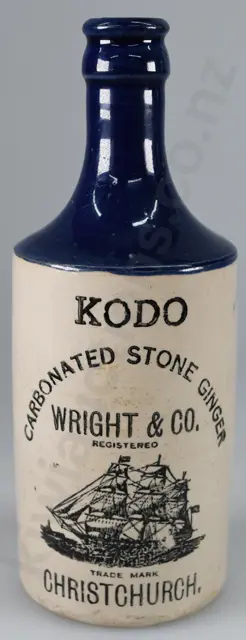 KODO
CARBONATED STONE GINGER
WRIGHT & CO.
REGISTERED
TRADE MARK
CHRISTCHURCH.